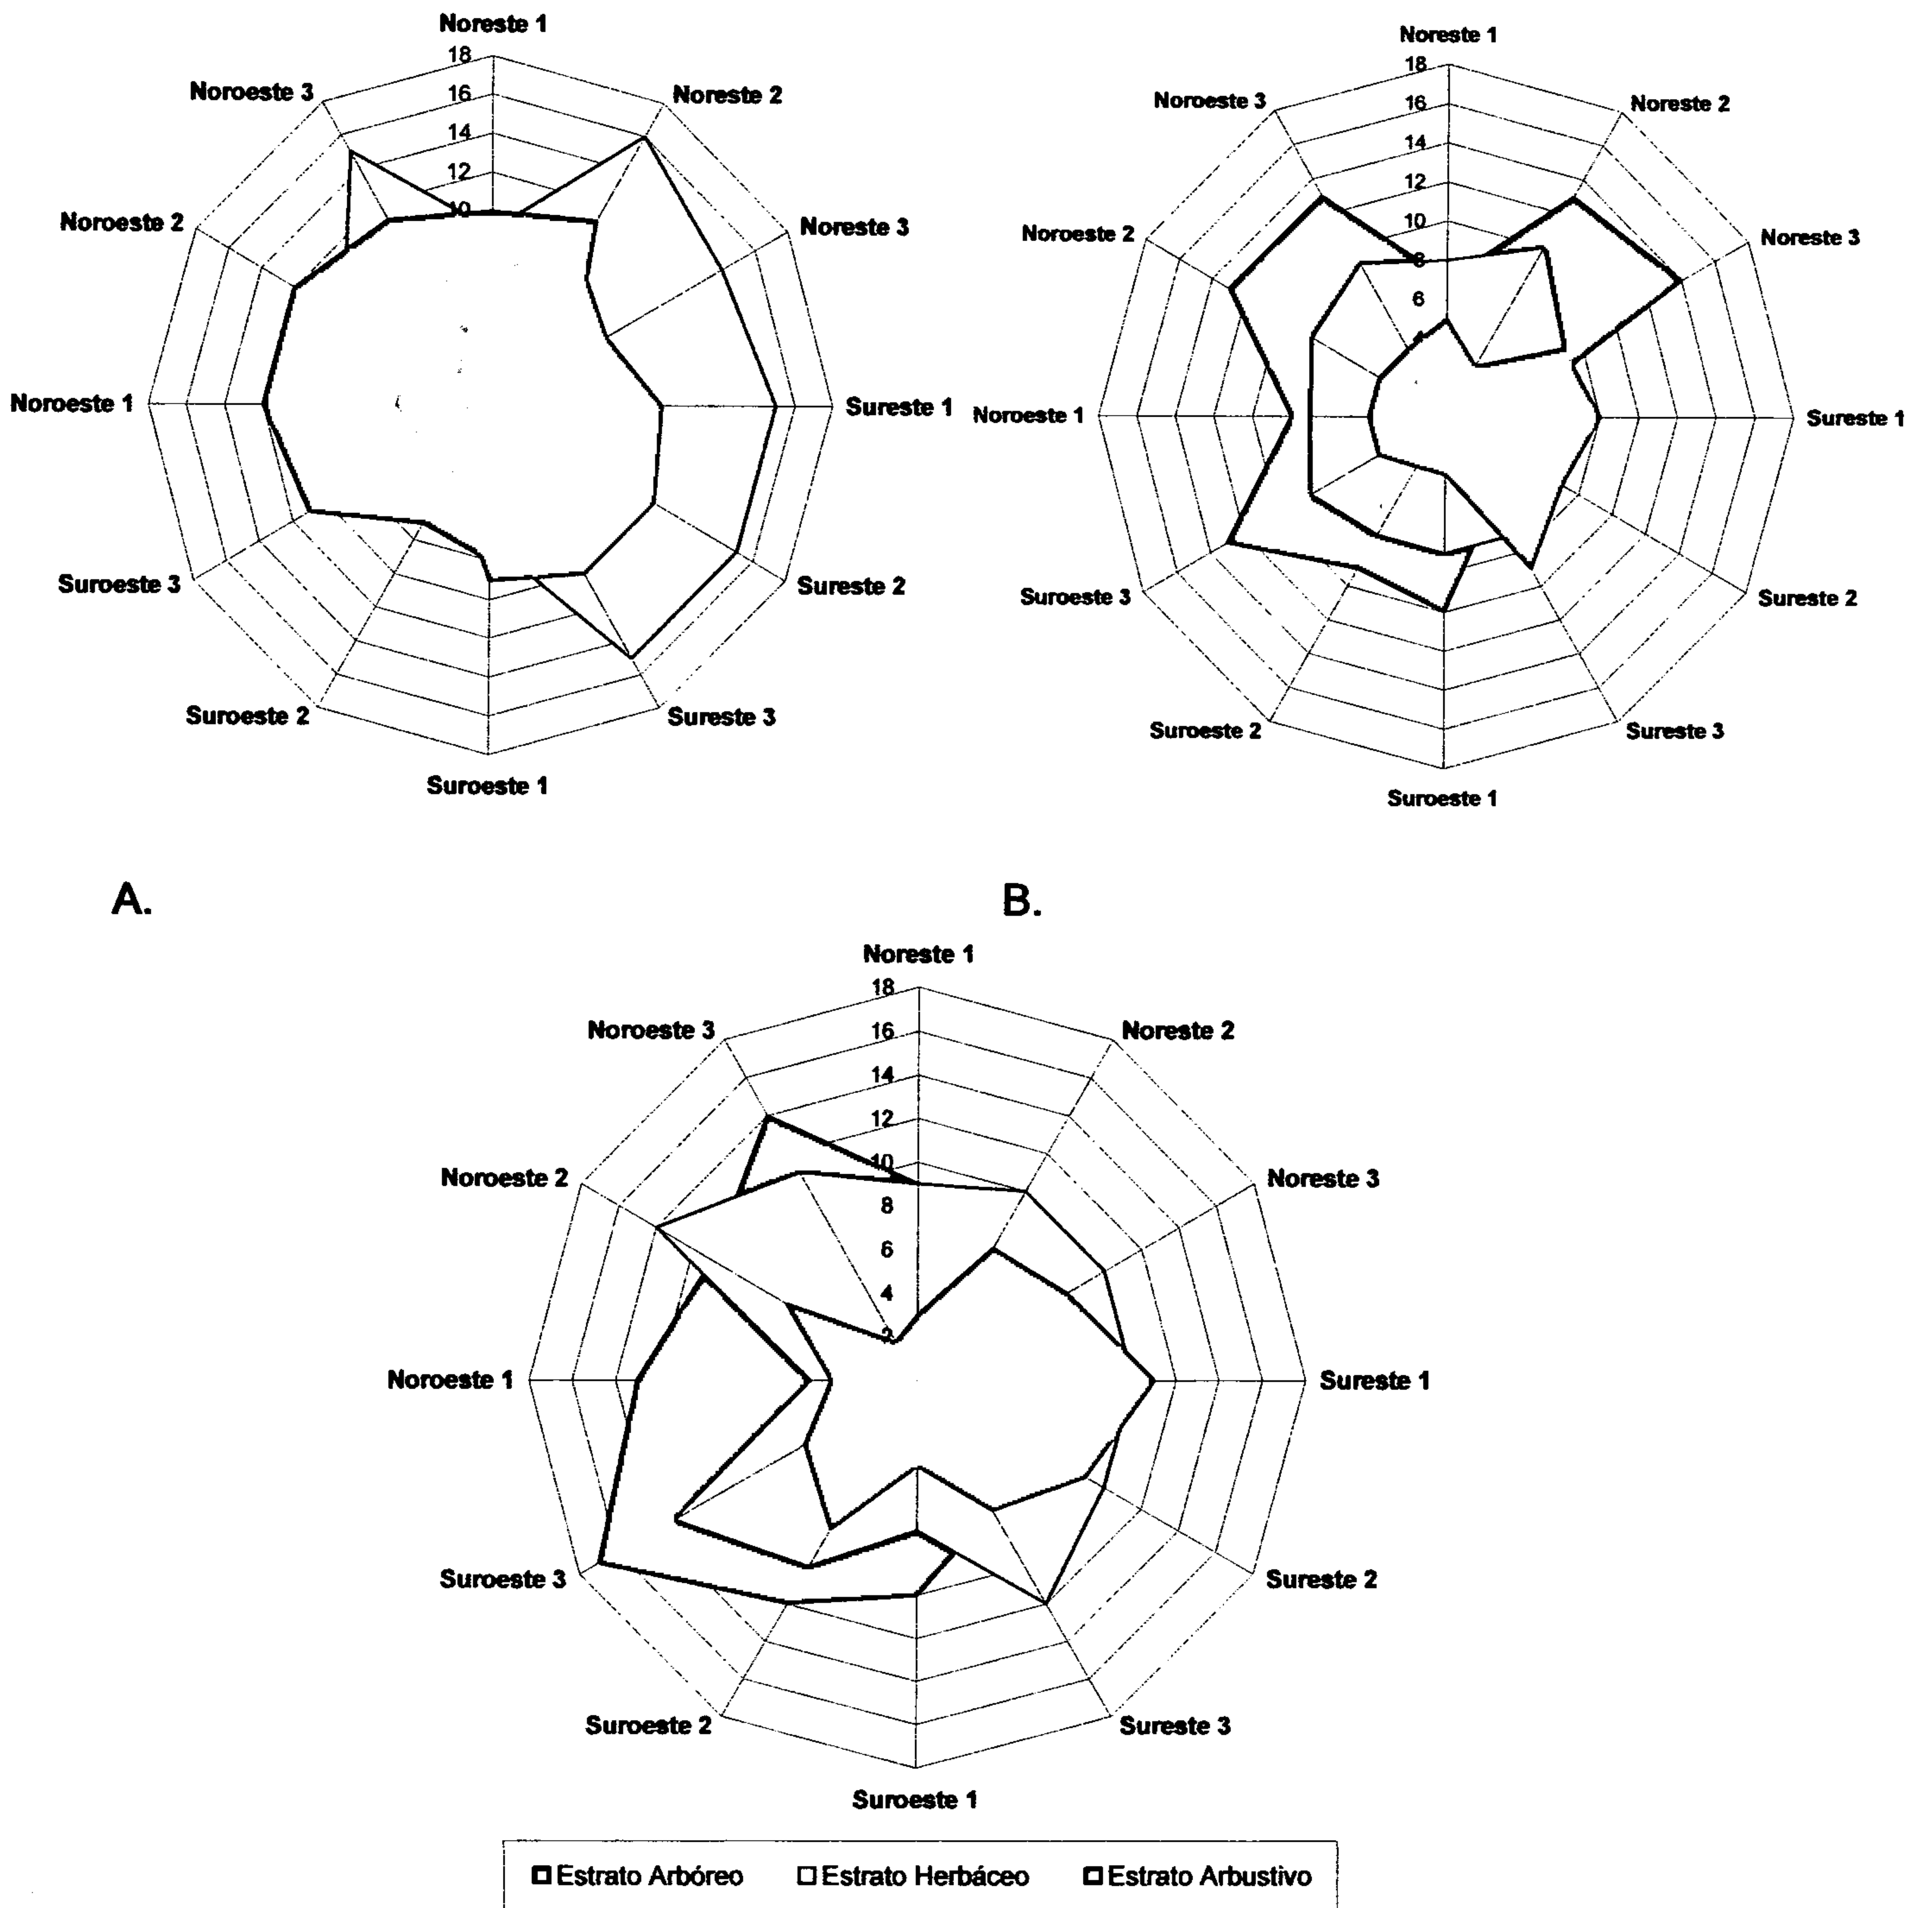 Noreste 1
18
Noroeste 3
16
Noreste 2
14
12
10
Noroeste 2
Noreste 3
Noroeste 1
Sureste 1
Suroeste 3
Sureste 2
Suroeste 2
Sureste 3
Suroeste 1
A.
Noreste 1
18
Noroeste 3
16
Noreste 2
14
12
10
Noroeste 2
Noreste 3
8
6
4
Noroeste 1
Sureste 1
Suroeste 3
Sureste 2
Suroeste 2
Sureste 3
Suroeste 1
B.
Noreste 1
18
Noroeste 3
16
Noreste 2
14
12
10
Noroeste 2
Noreste 3
8
6
4
2
Noroeste 1
Sureste 1
Suroeste 3
Sureste 2
Suroeste 2
Sureste 3
Suroeste 1
Estrato Arbóreo Estrato Herbáceo Estrato Arbustivo